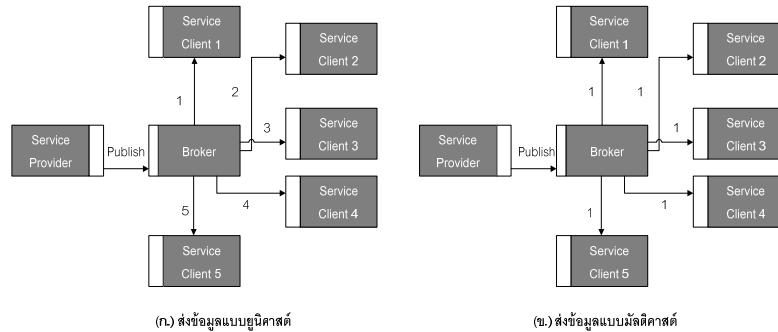 Service
Client 1
Service
Client 2
1
2
Service
Provider
Publish
Broker
3
Service
Client 3
4
Service
Client 4
5
Service
Client 5
(ก.) ส่งข้อมูลแบบยูนิคาสต์
Service
Client 1
Service
Client 2
1
1
Service
Provider
Publish
Broker
1
Service
Client 3
1
Service
Client 4
1
Service
Client 5
(ข.) ส่งข้อมูลแบบมัลติคาสต์